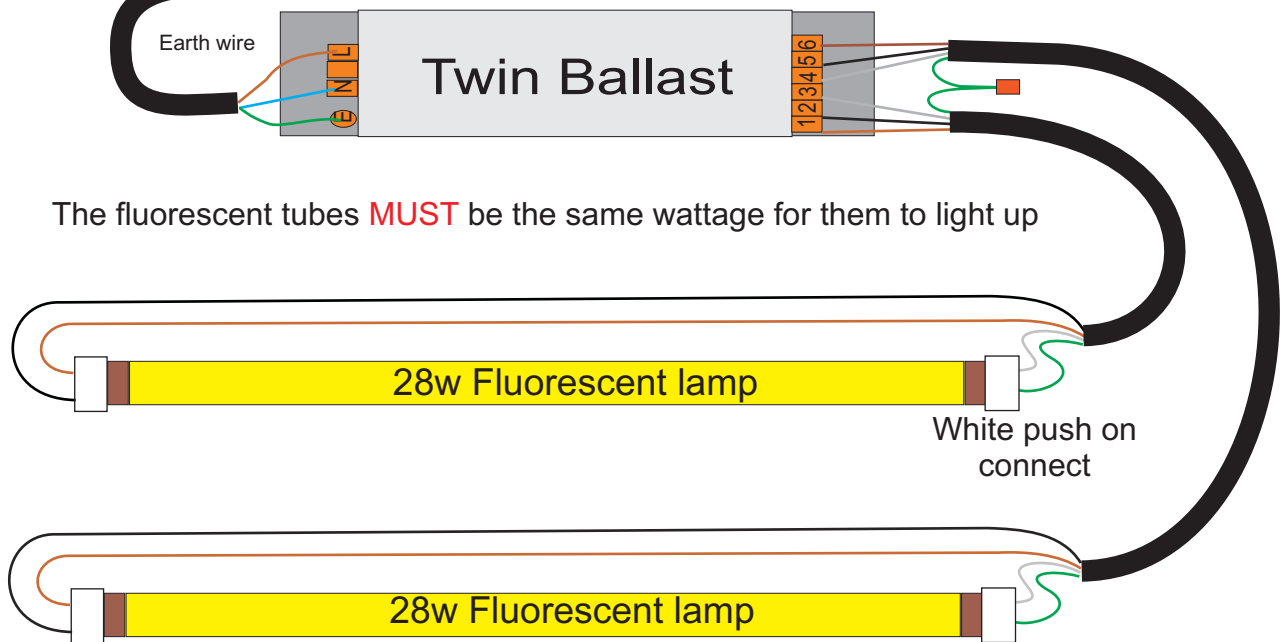 Earth wire
L
N
E
Twin Ballast
6
5
4
3
2
1
The fluorescent tubes MUST be the same wattage for them to light up
28w Fluorescent lamp
White push on
connect
28w Fluorescent lamp